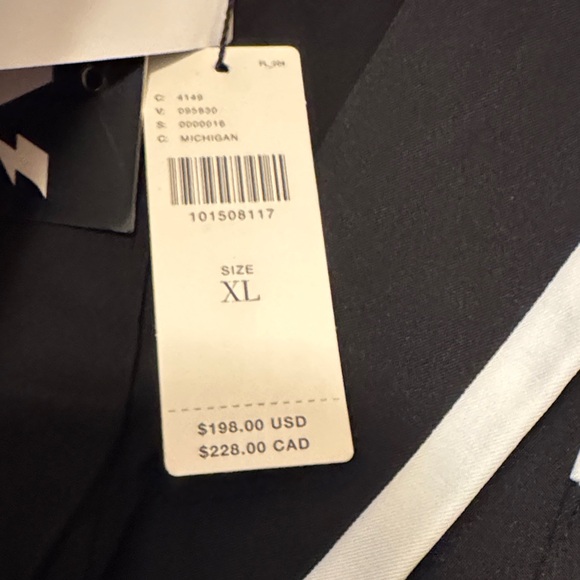 C: 4149
V: 095830
S: 0000016
C: MICHIGAN
101508117
SIZE
XL
$198.00 USD
$228.00 CAD